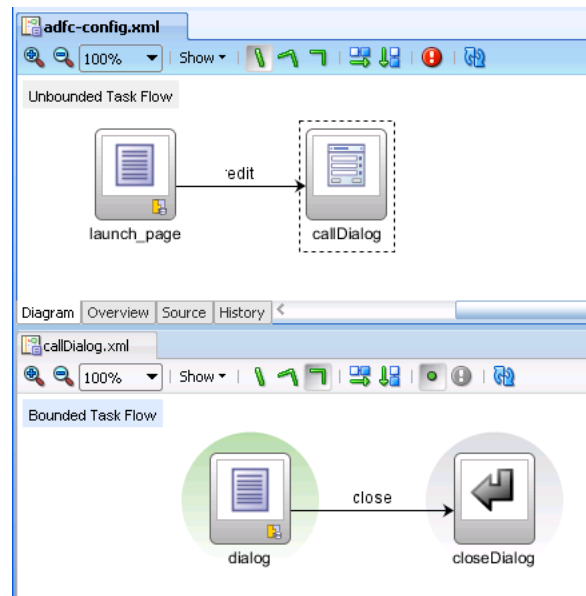 adfc-config.xml
100% Show
Unbounded Task Flow
edit
launch_page callDialog
Diagram Overview Source History
callDialog.xml
100% Show
Bounded Task Flow
close
dialog closeDialog